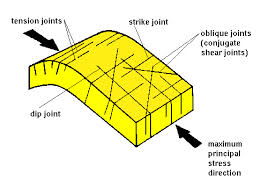 tension joints
strike joint
oblique joints
(conjugate
shear joints)
dip joint
maximum
principal
stress
direction